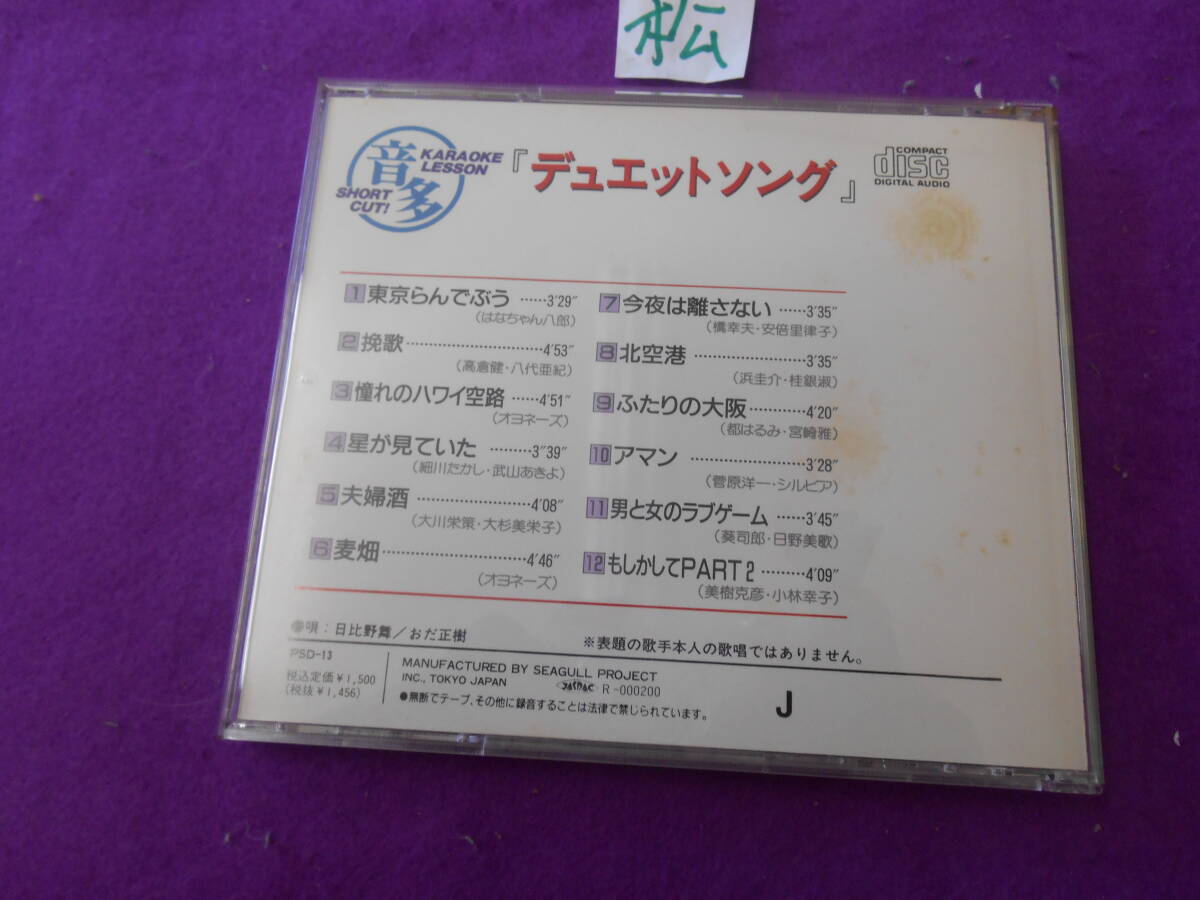 松
音多
KARAOKE
LESSON
SHORT
CUT!
『デュエットソング』
COMPACT
disc
DIGITAL AUDIO
1 東京らんでぶう ……3′29″
(はなちゃん八郎)
2 挽歌 ……4′53″
(高倉健・八代亜紀)
3 憧れのハワイ空路 ……4′51″
(オヨネーズ)
4 星が見ていた ……3″39″
(細川たかし・武山あきよ)
5 夫婦酒 ……4′08″
(大川栄策・大杉美栄子)
6 麦畑 ……4′46″
(オヨネーズ)
7 今夜は離さない ……3′35″
(橋幸夫・安倍里律子)
8 北空港 ……3′35″
(浜圭介・桂銀淑)
9 ふたりの大阪 ……4′20″
(都はるみ・宮崎雅)
10 アマン ……3′28″
(菅原洋一・シルビア)
11 男と女のラブゲーム ……3′45″
(葵司郎・日野美歌)
12 もしかしてPART2 ……4′09″
(美樹克彦・小林幸子)
●唄：日比野舞／おだ正樹
※表題の歌手本人の歌唱ではありません。
PSD-13
税込定価¥1,500
(税抜¥1,456)
MANUFACTURED BY SEAGULL PROJECT
INC., TOKYO JAPAN JASRAC R-000200
●無断でテープ、その他に録音することは法律で禁じられています。
J